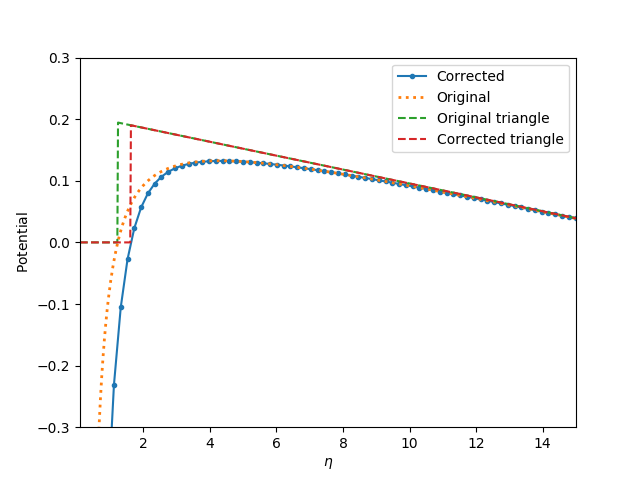 0.3
0.2
0.1
0.0
−0.1
−0.2
−0.3
Potential
2
4
6
8
10
12
14
η
Corrected
Original
Original triangle
Corrected triangle